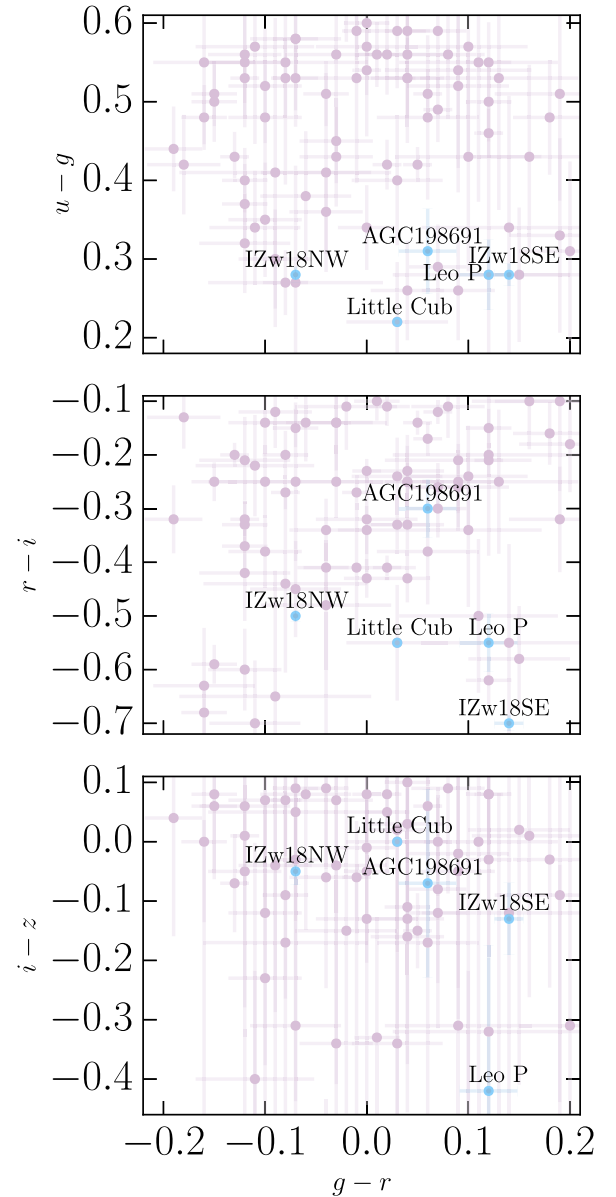 0.6
0.5
u − g
0.4
AGC198691
0.3
IZw18NW
IZw18SE
Leo P
Little Cub
0.2
−0.1
−0.2
AGC198691
−0.3
r − i
−0.4
IZw18NW
−0.5
Little Cub
Leo P
−0.6
IZw18SE
−0.7
0.1
Little Cub
0.0
IZw18NW
AGC198691
−0.1
IZw18SE
i − z
−0.2
−0.3
Leo P
−0.4
−0.2 −0.1 0.0 0.1 0.2
g − r